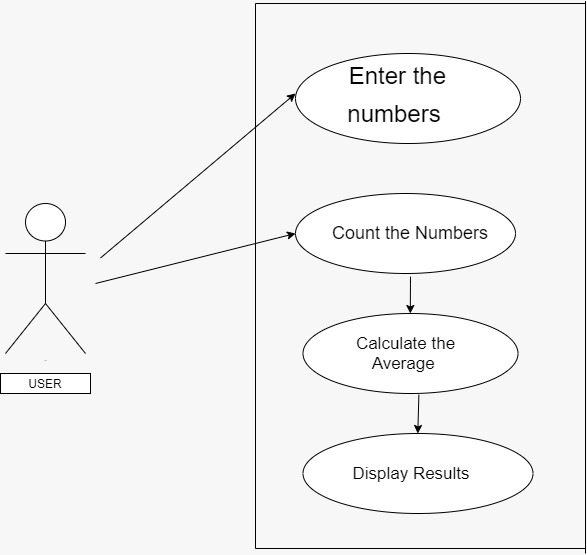 Enter the
numbers
Count the Numbers
Calculate the
Average
USER
Display Results